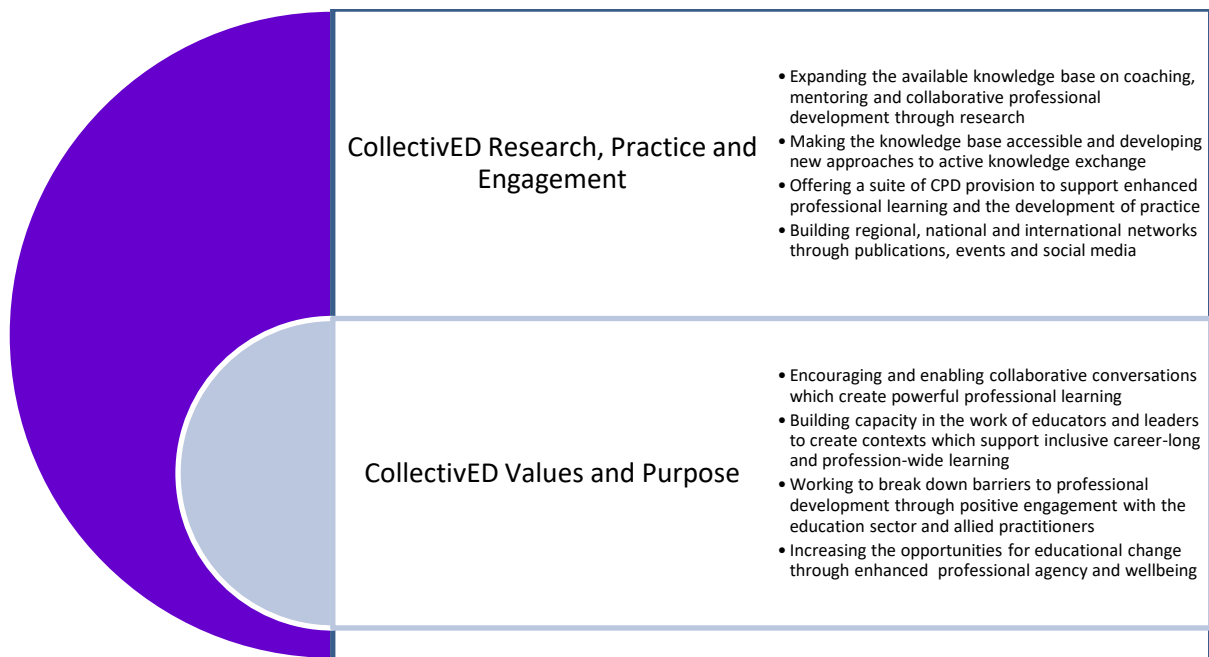 CollectivED Research, Practice and
Engagement
• Expanding the available knowledge base on coaching,
mentoring and collaborative professional
development through research
• Making the knowledge base accessible and developing
new approaches to active knowledge exchange
• Offering a suite of CPD provision to support enhanced
professional learning and the development of practice
• Building regional, national and international networks
through publications, events and social media
CollectivED Values and Purpose
• Encouraging and enabling collaborative conversations
which create powerful professional learning
• Building capacity in the work of educators and leaders
to create contexts which support inclusive career-long
and profession-wide learning
• Working to break down barriers to professional
development through positive engagement with the
education sector and allied practitioners
• Increasing the opportunities for educational change
through enhanced  professional agency and wellbeing